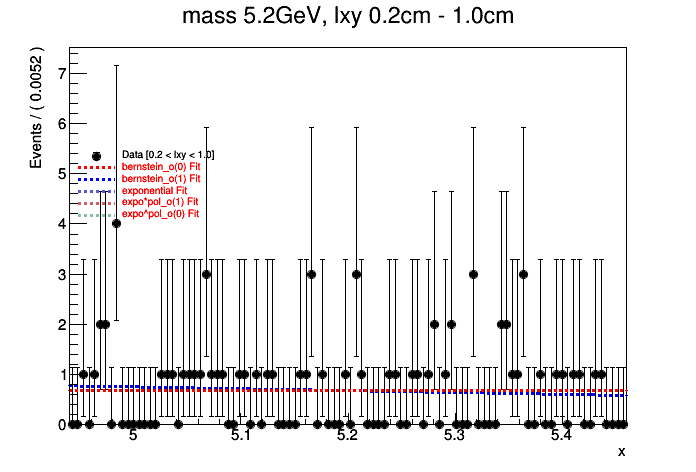 mass 5.2GeV, lxy 0.2cm - 1.0cm
Events / ( 0.0052 )
7
6
5
4
3
2
1
0
Data [0.2 < lxy < 1.0]
bernstein_o(0) Fit
bernstein_o(1) Fit
exponential Fit
expo*pol_o(1) Fit
expo*pol_o(0) Fit
5 5.1 5.2 5.3 5.4
x